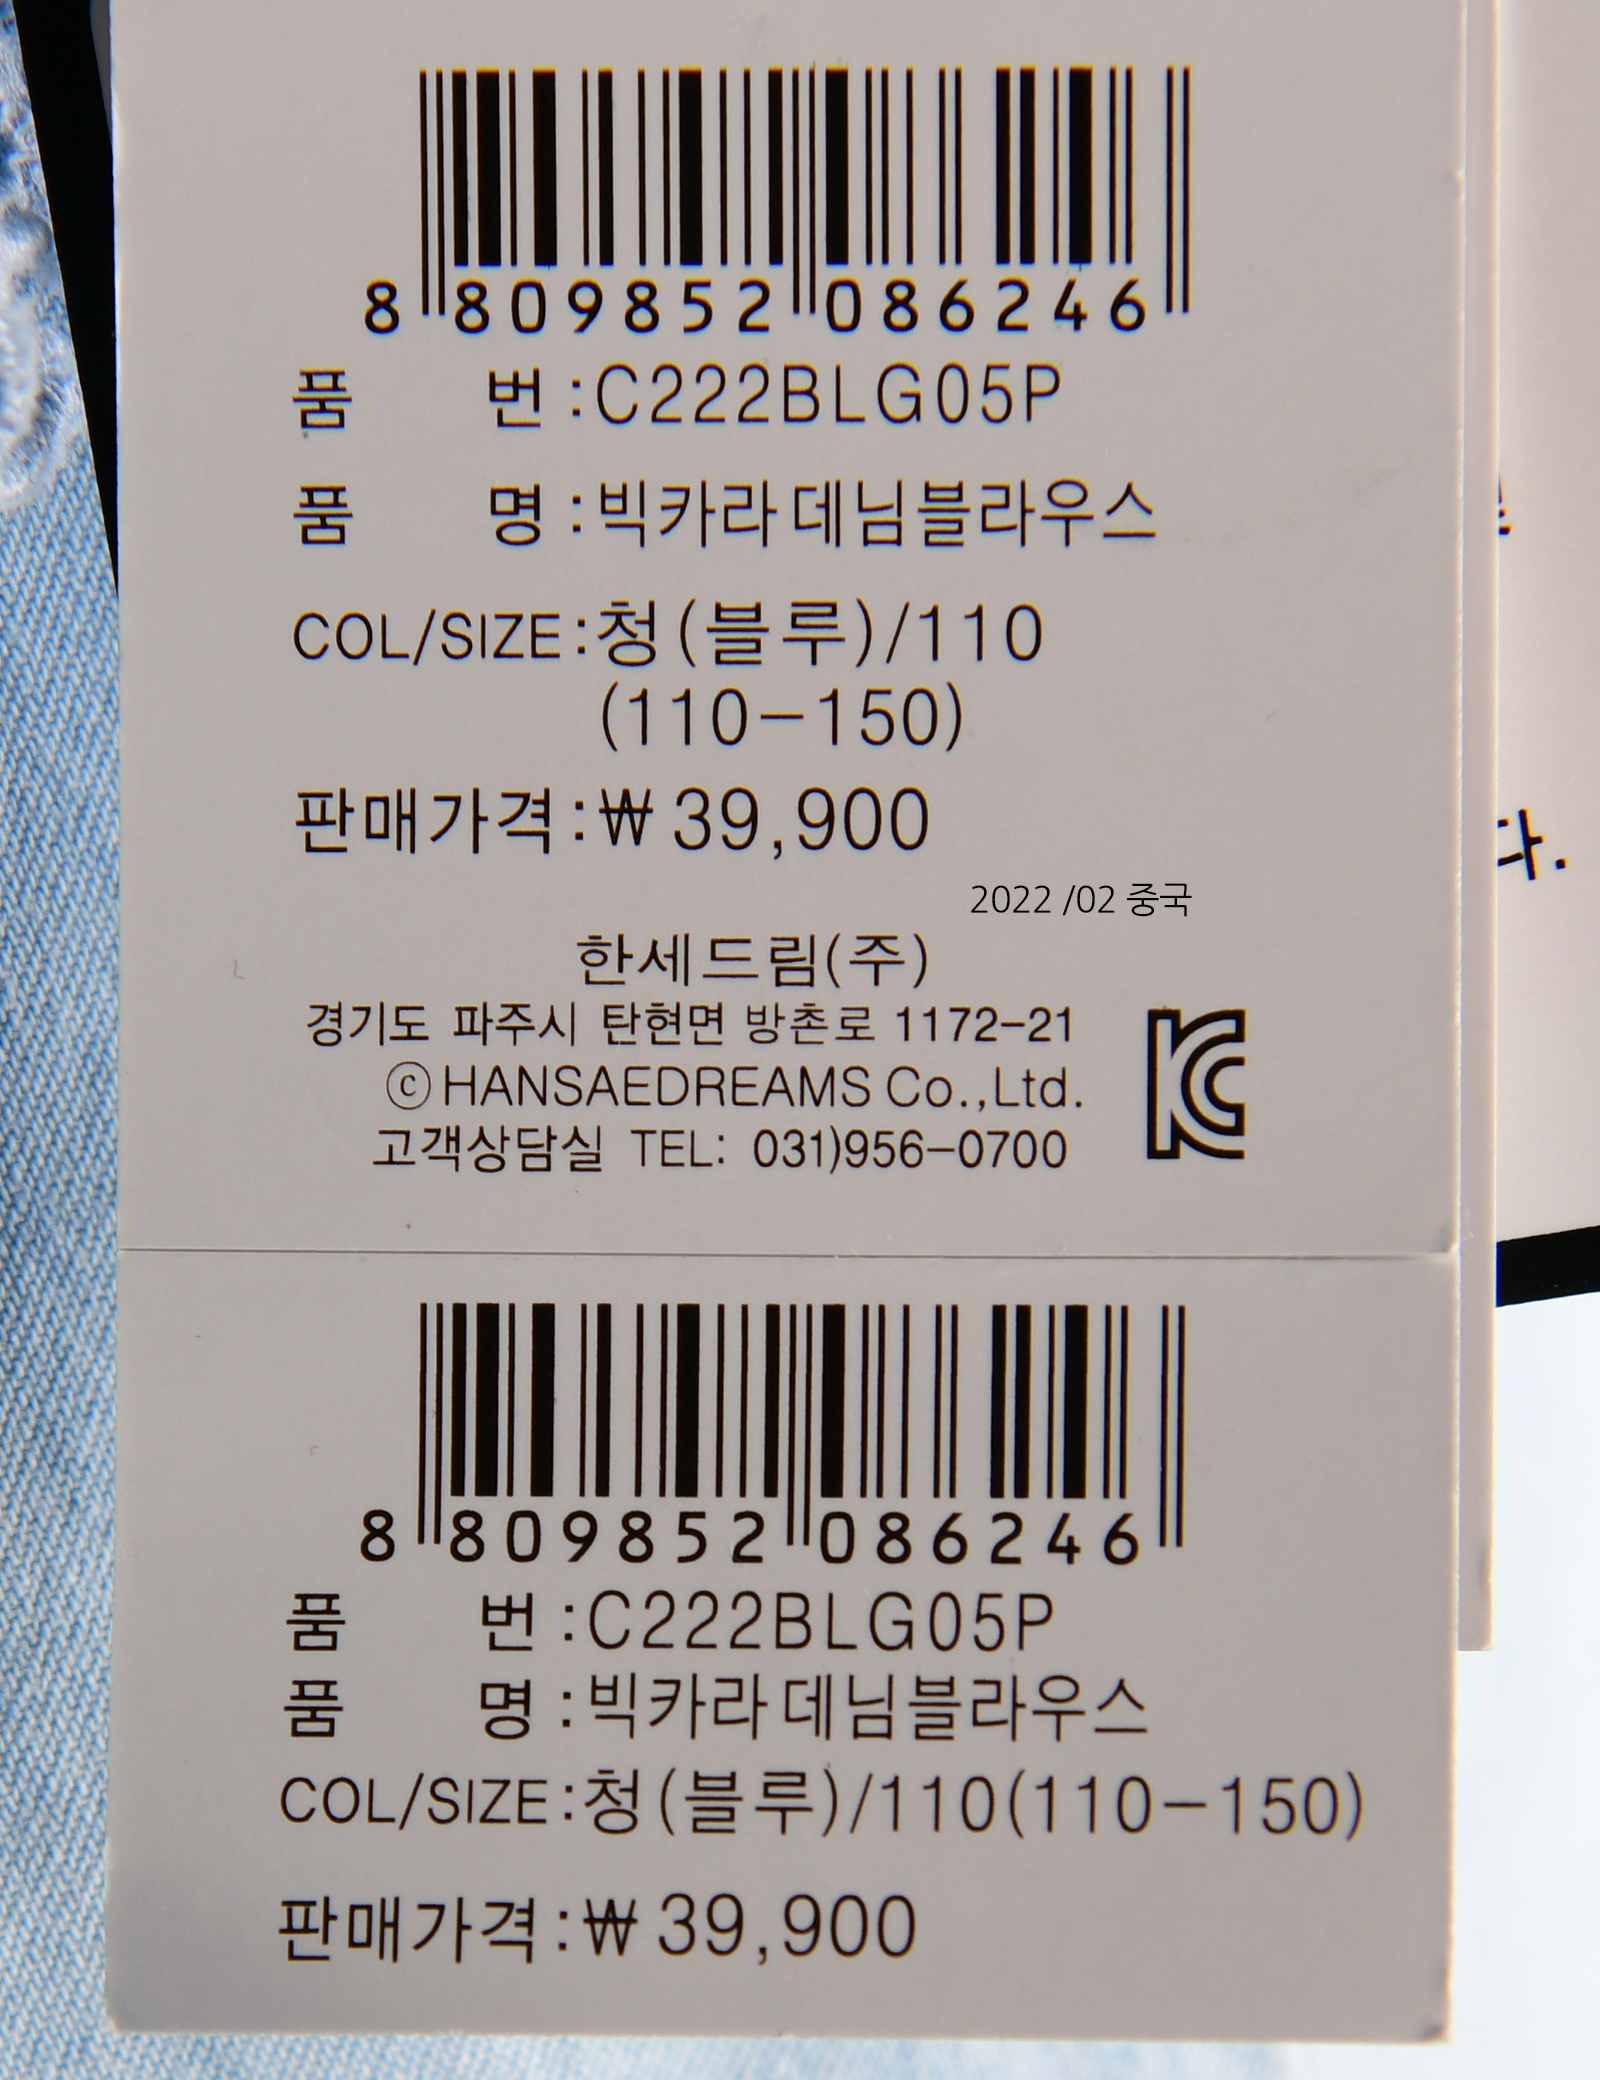 8 809852 086246
품 번 :C222BLG05P
품 명 :빅카라데님블라우스
COL/SIZE:청(블루)/110
(110-150)
판매가격:₩39,900
2022 /02 중국
한세드림(주)
경기도 파주시 탄현면 방촌로 1172-21
ⓒHANSAEDREAMS Co.,Ltd.
고객상담실 TEL: 031)956-0700
KC
8 809852 086246
품 번 :C222BLG05P
품 명 :빅카라데님블라우스
COL/SIZE:청(블루)/110(110-150)
판매가격:₩39,900
다.